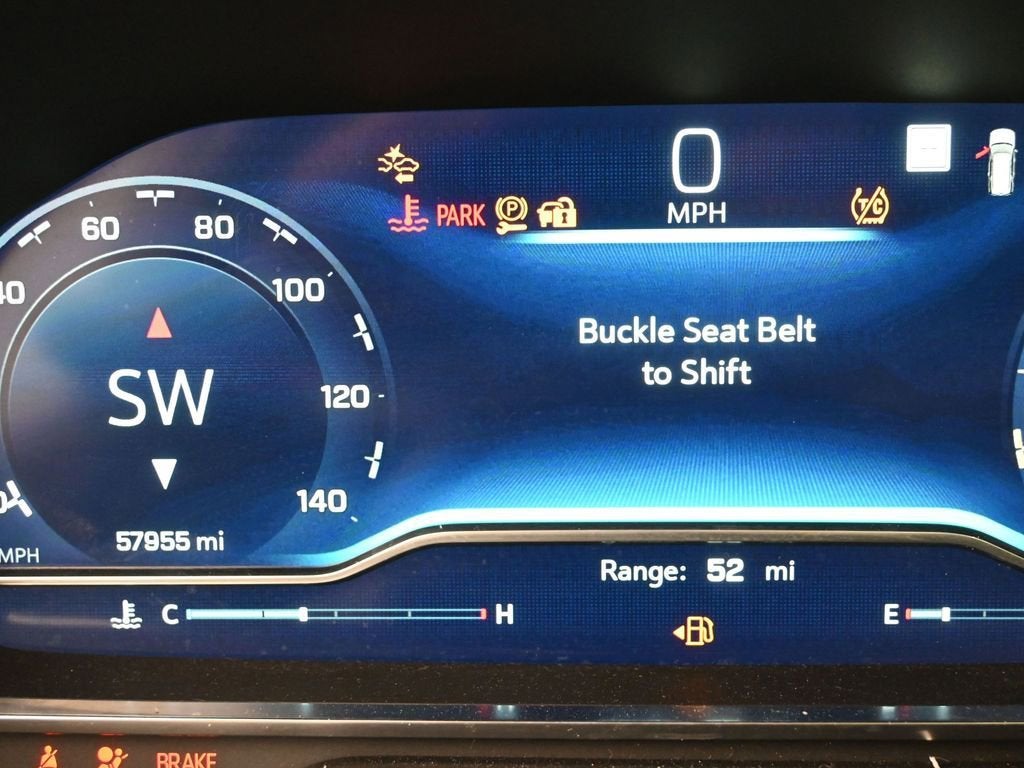 0
MPH
PARK
P
TC
60
80
100
120
140
SW
Buckle Seat Belt
to Shift
57955 mi
MPH
Range: 52 mi
C
H
E
BRAKE